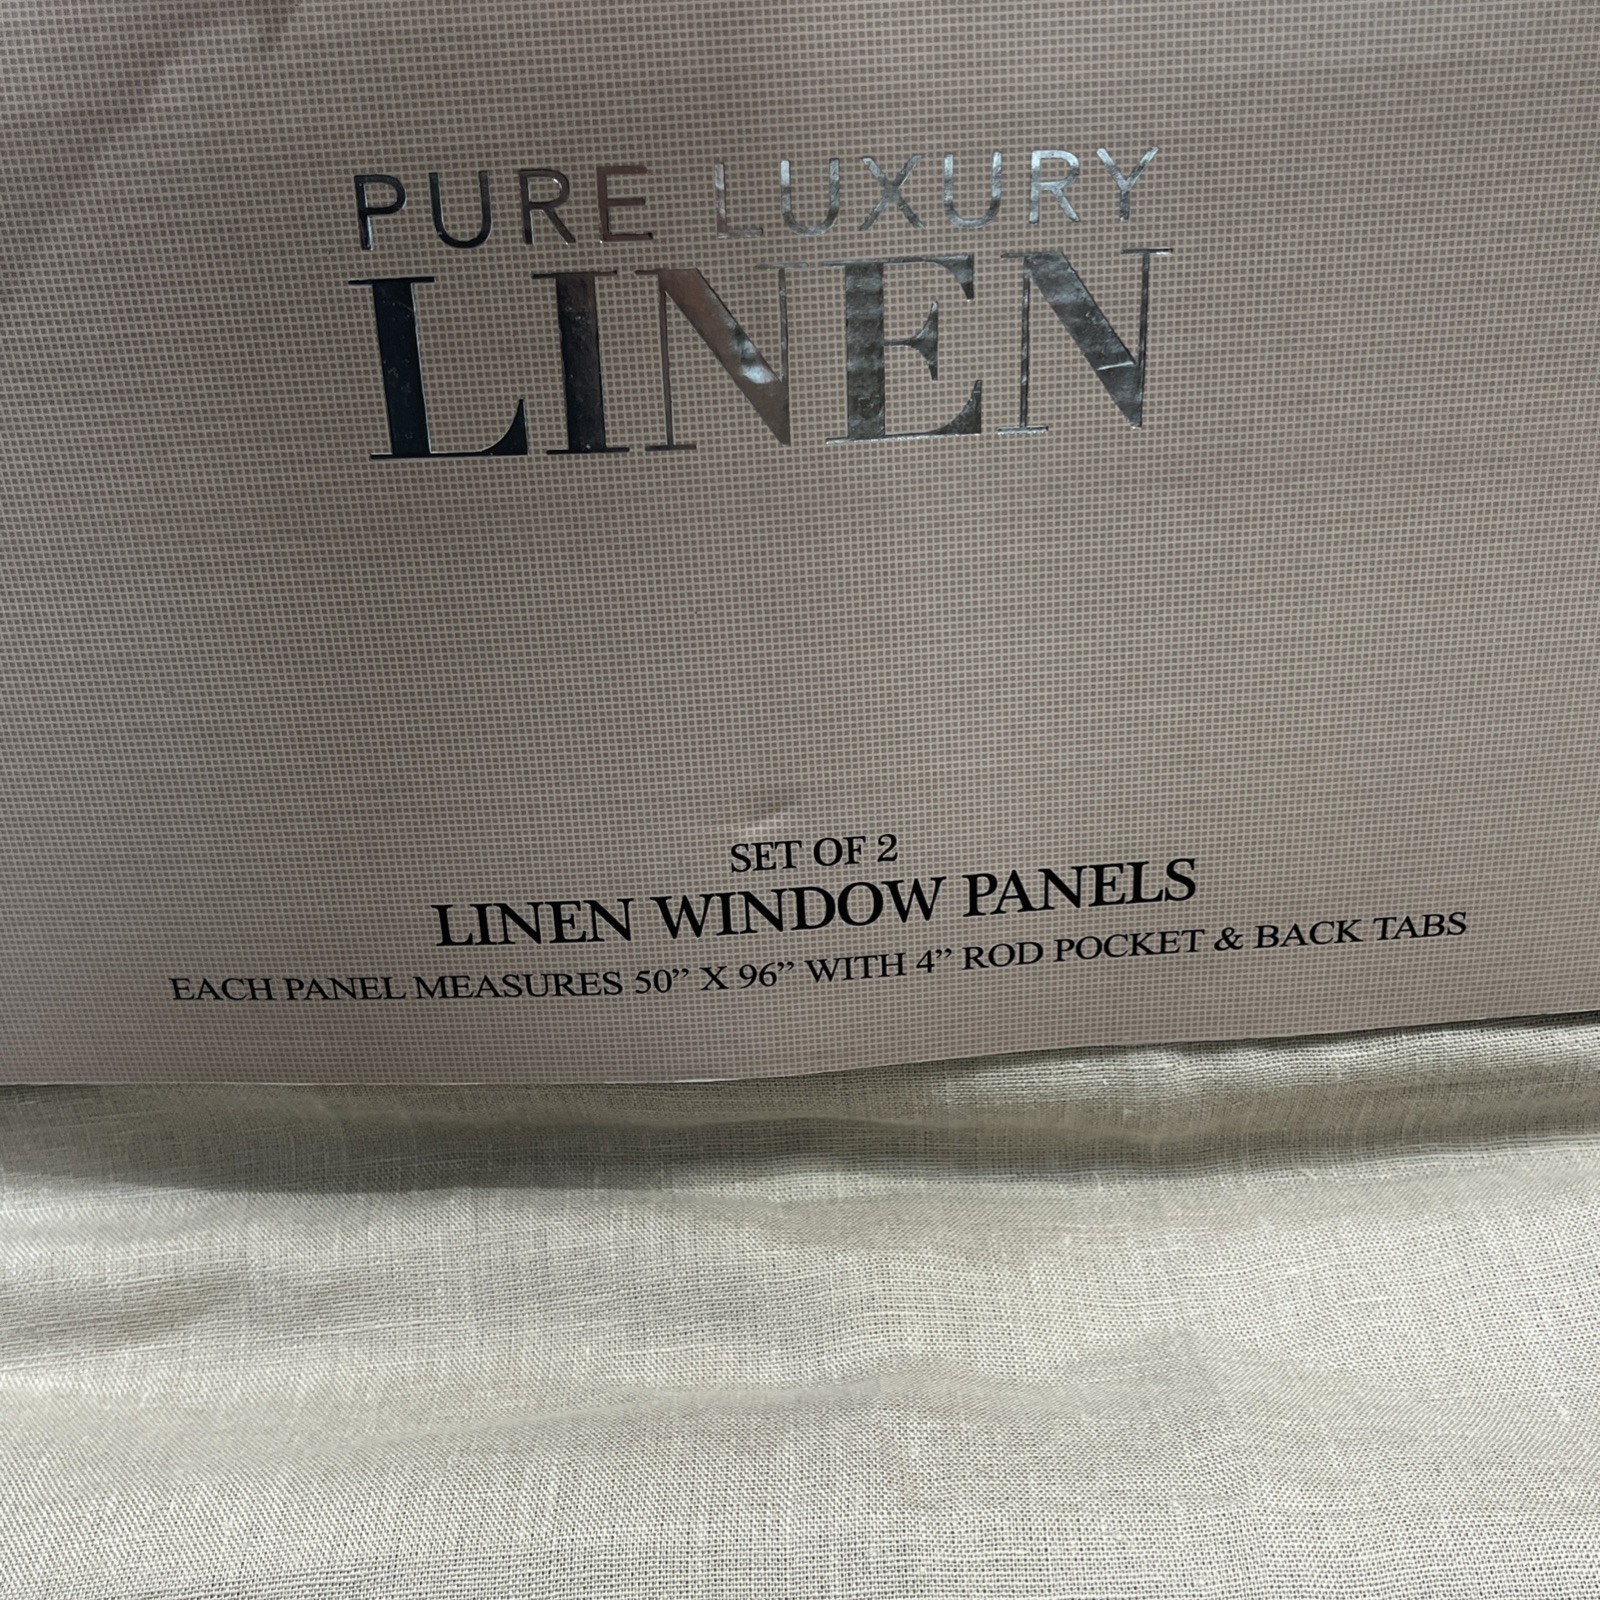 PURE LUXURY
LINEN
SET OF 2
LINEN WINDOW PANELS
EACH PANEL MEASURES 50” X 96” WITH 4” ROD POCKET & BACK TABS